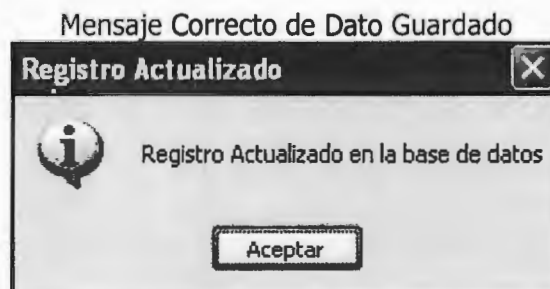 Mensaje Correcto de Dato Guardado
Registro Actualizado
Registro Actualizado en la base de datos
Aceptar